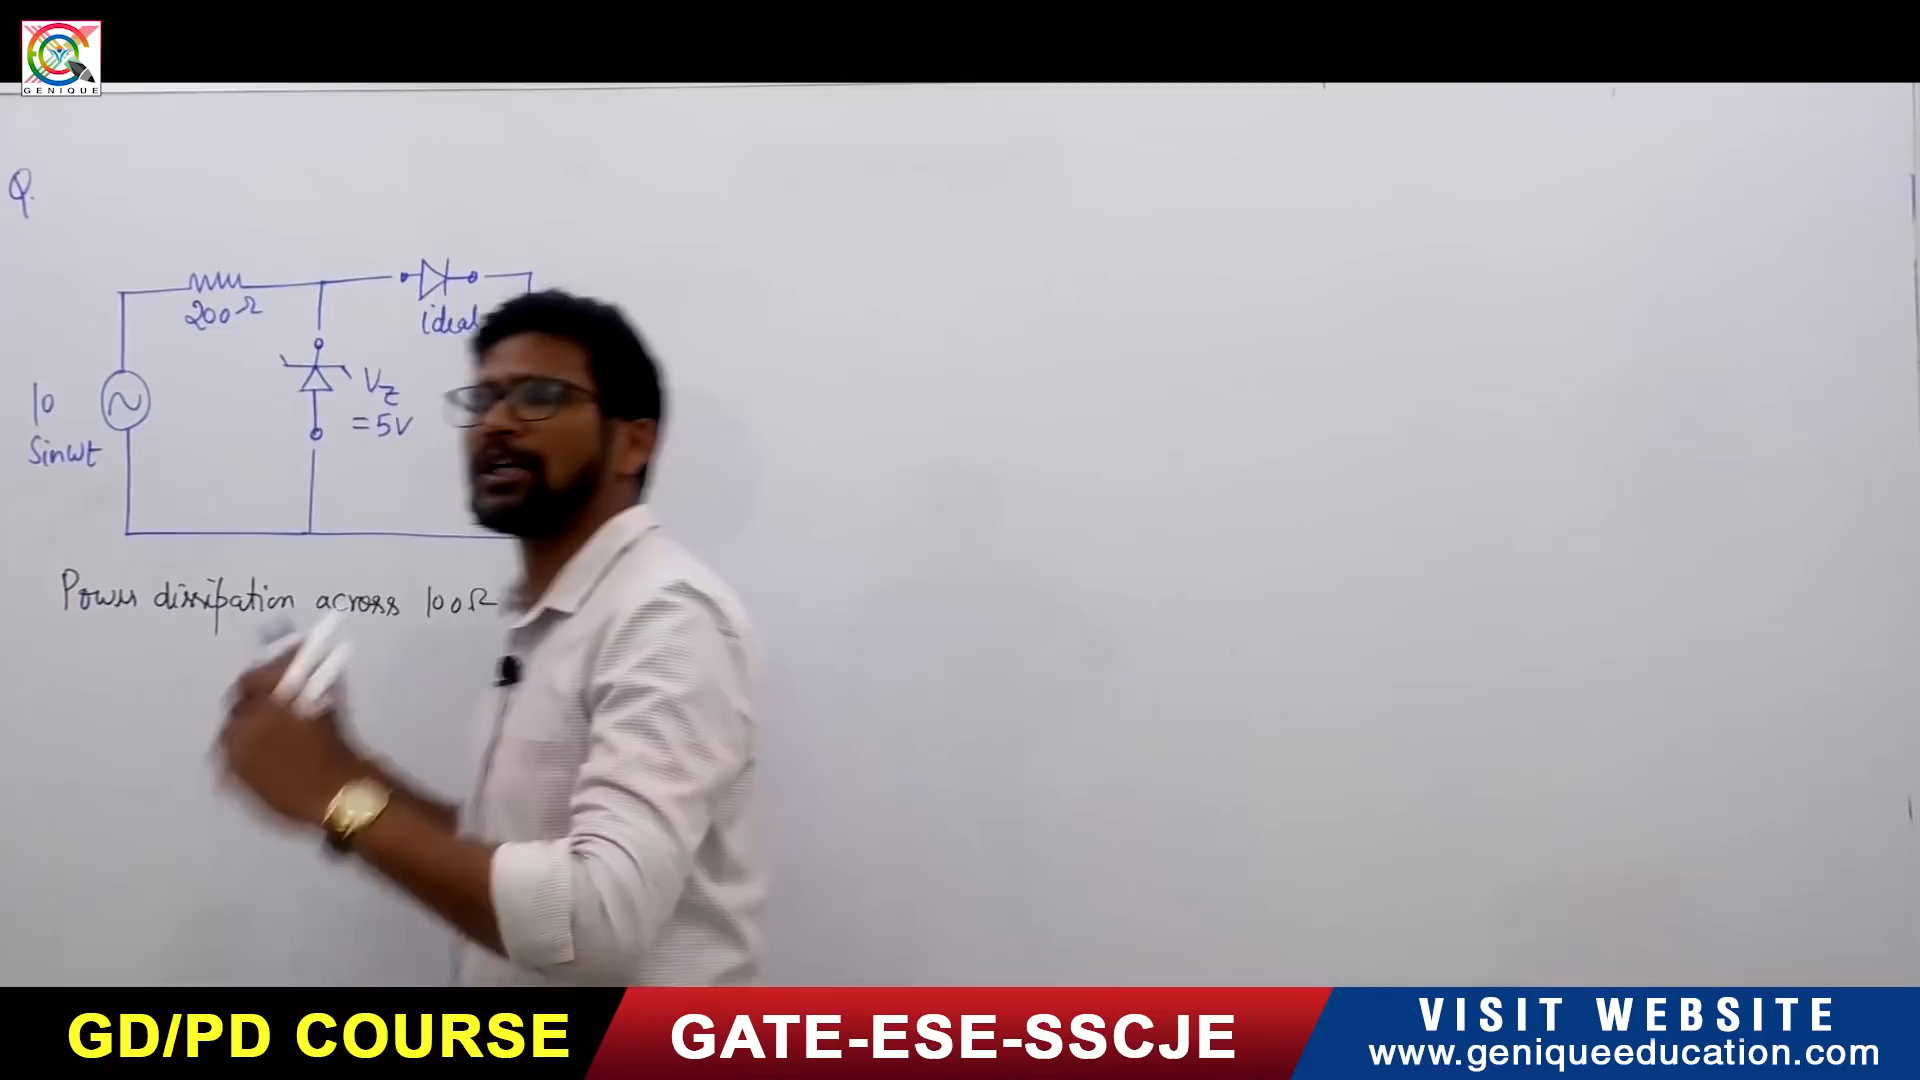 GENIQUE
Q.
200Ω
ideal
10
Sinωt
VZ
=5V
Power dissipation across 100Ω
GD/PD COURSE
GATE-ESE-SSCJE
VISIT WEBSITE
www.geniqueeducation.com